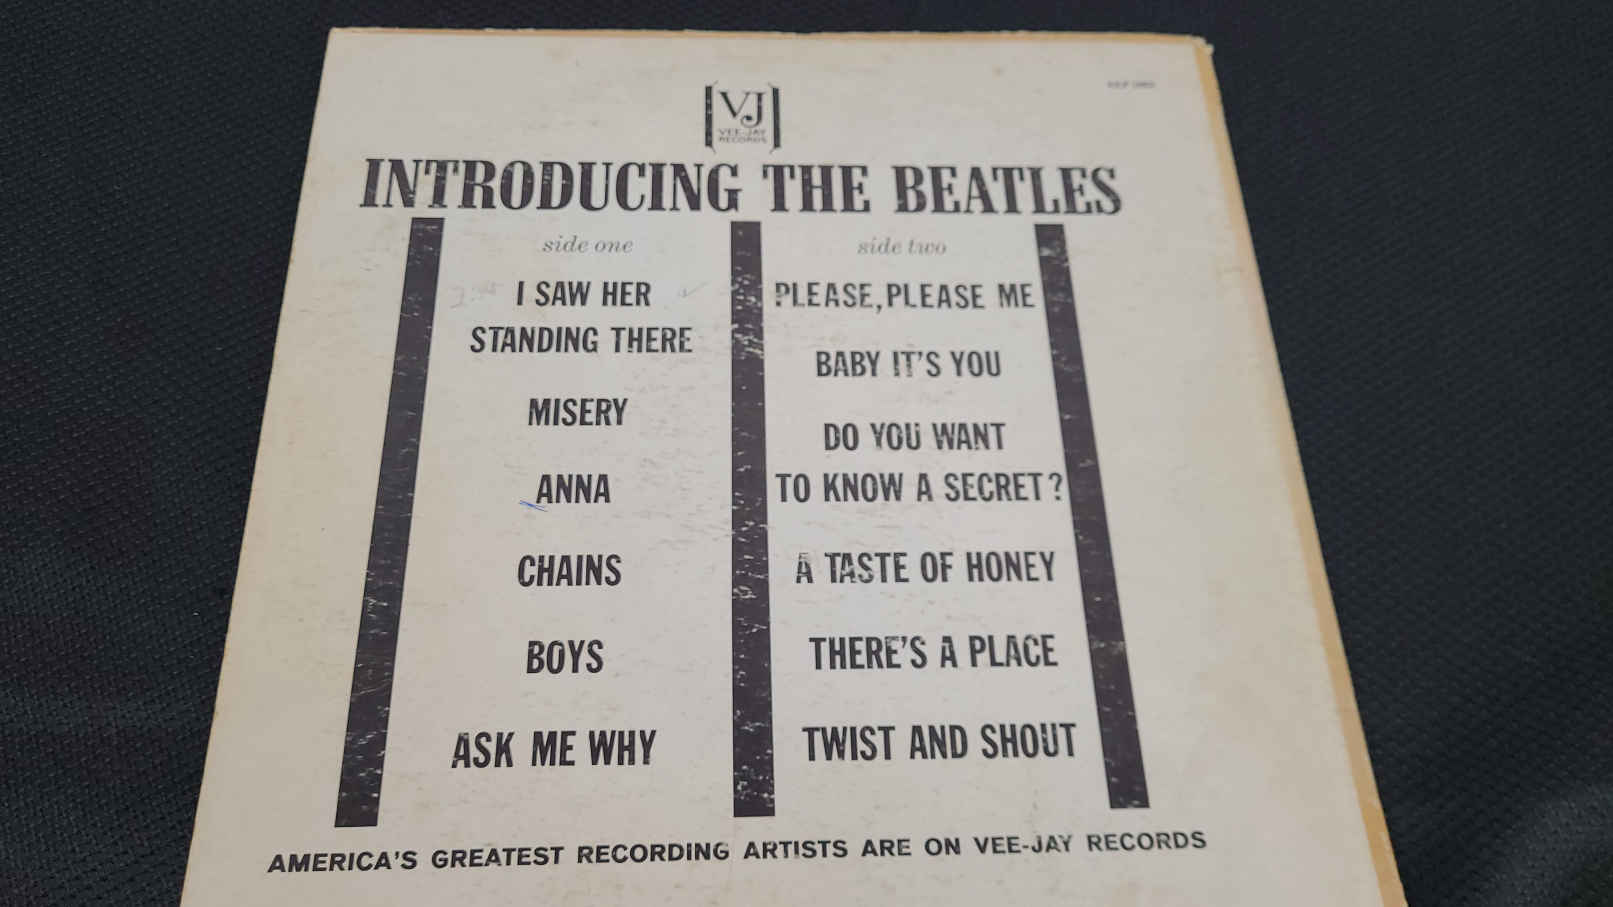 VJ
VEE-JAY
RECORDS
INTRODUCING THE BEATLES
side one
I SAW HER
STANDING THERE
MISERY
ANNA
CHAINS
BOYS
ASK ME WHY
side two
PLEASE, PLEASE ME
BABY IT'S YOU
DO YOU WANT
TO KNOW A SECRET?
A TASTE OF HONEY
THERE'S A PLACE
TWIST AND SHOUT
AMERICA'S GREATEST RECORDING ARTISTS ARE ON VEE-JAY RECORDS